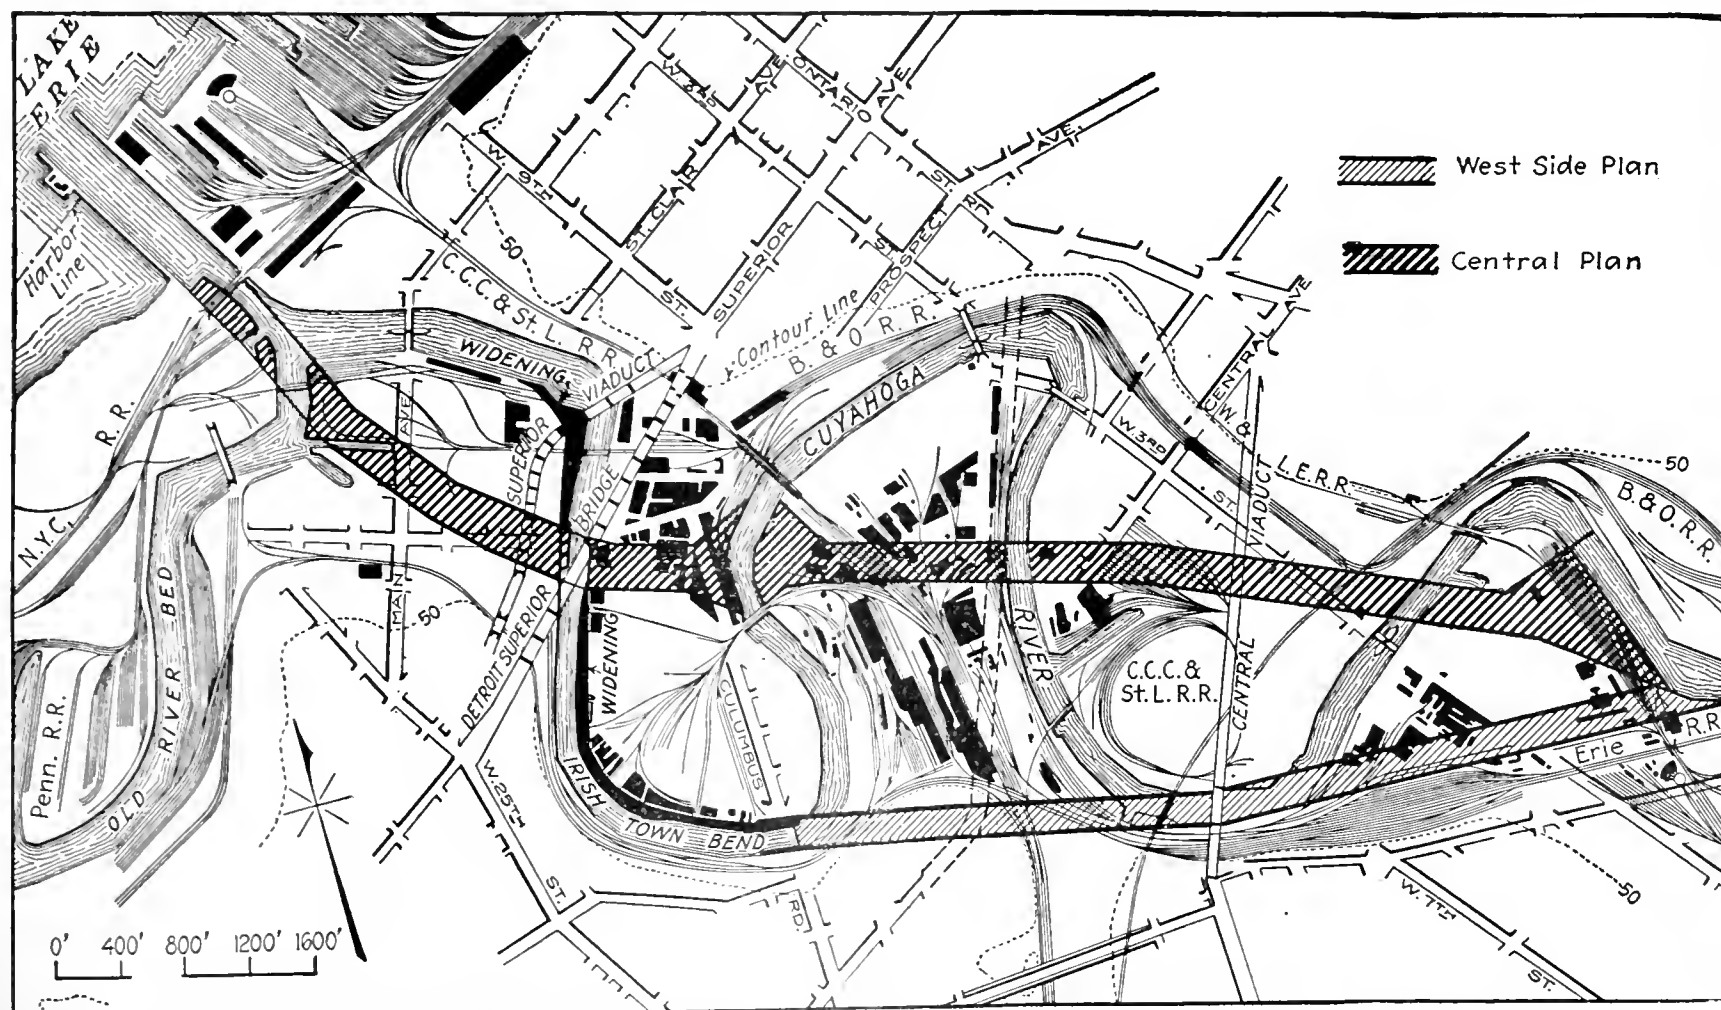 LAKE
ERIE
Harbor
Line
W. 3RD
AVE.
ONTARIO
AVE
AVE.
W. 9TH
ST. CLAIR
ST.
SUPERIOR
ST.
PROSPECT
ST.
West Side Plan
Central Plan
50
C.C.C. & St. L. R.R.
Contour Line
B. & O. R. R.
WIDENINGS
VIADUCT
CUYAHOGA
CENTRAL AVE
W. &
L.E.R.R.
W. 3RD
ST.
VIADUCT
50
B. & O. R. R.
R. R.
N.Y.C.
AVE
SUPERIOR
BRIDGE
MAIN
50
DETROIT SUPERIOR
WIDENING
RIVER
C.C.C. &
St. L. R.R.
CENTRAL
OLD RIVER BED
Penn. R.R.
CULUMBUS
RD.
IRISH
TOWN BEND
W. 25TH
ST.
Erie
R.R.
50
W. 7TH
ST.
0' 400' 800' 1200' 1600'